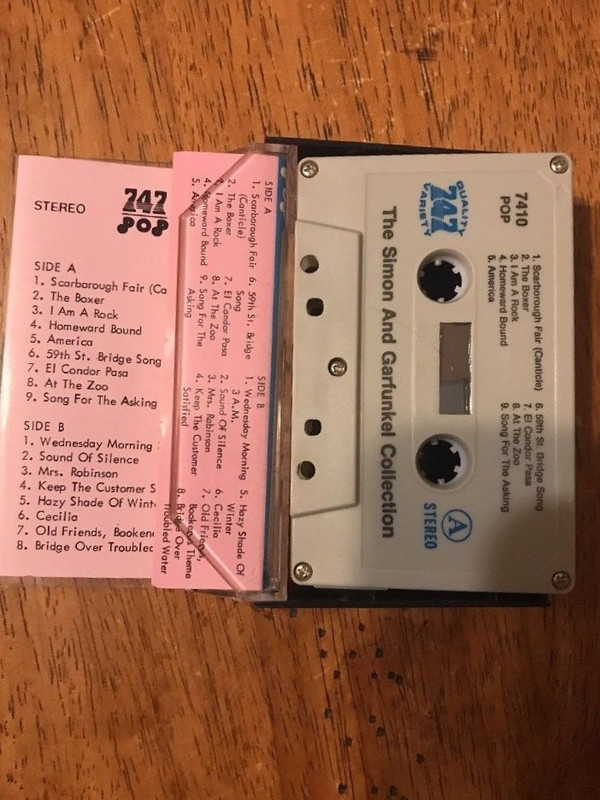 STEREO
747
POP
SIDE A
1. Scarborough Fair (Ca
2. The Boxer
3. I Am A Rock
4. Homeward Bound
5. America
6. 59th St. Bridge Song
7. El Condor Pasa
8. At The Zoo
9. Song For The Asking
SIDE B
1. Wednesday Morning
2. Sound Of Silence
3. Mrs. Robinson
4. Keep The Customer S
5. Hazy Shade Of Winte
6. Cecilia
7. Old Friends, Bookend
8. Bridge Over Troubled
SIDE A
1. Scarborough Fair
(Canticle)
2. The Boxer
3. I Am A Rock
4. Homeward Bound
5. America
6. 59th St. Bridge
Song
7. El Condor Pasa
8. At The Zoo
9. Song For The
Asking
SIDE B
1. Wednesday Morning
3 A.M.
2. Sound Of Silence
3. Mrs. Robinson
4. Keep The Customer
Satisfied
5. Hazy Shade Of
Winter
6. Cecilia
7. Old Friends,
Bookends Theme
8. Bridge Over
Troubled Water
7410
POP
1. Scarborough Fair (Canticle)
2. The Boxer
3. I Am A Rock
4. Homeward Bound
5. America
6. 59th St. Bridge Song
7. El Condor Pasa
8. At The Zoo
9. Song For The Asking
QUALITY
747
VARIETY
A
STEREO
The Simon And Garfunkel Collection